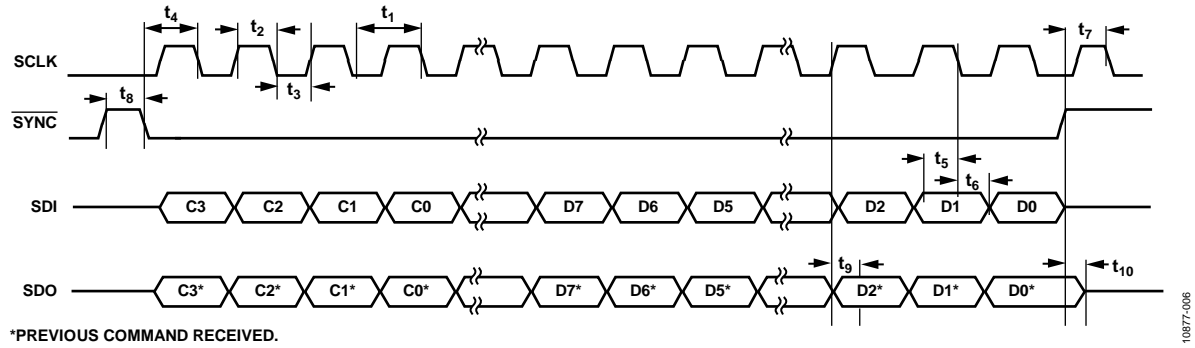 t4 t2 t1 t7
SCLK
t3
t8
SYNC
t5
t6
SDI C3 C2 C1 C0 D7 D6 D5 D2 D1 D0
t9
t10
SDO C3* C2* C1* C0* D7* D6* D5* D2* D1* D0*
*PREVIOUS COMMAND RECEIVED.
10877-006